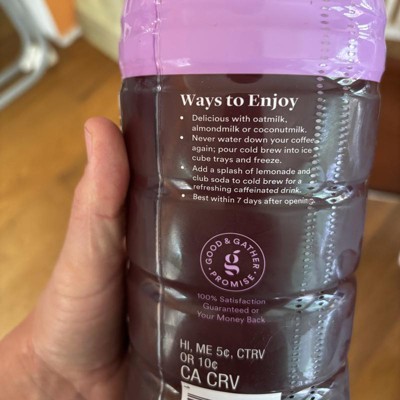 Ways to Enjoy
• Delicious with oatmilk,
almondmilk or coconutmilk.
• Never water down your coffee
again; pour cold brew into ice
cube trays and freeze.
• Add a splash of lemonade and
club soda to cold brew for a
refreshing caffeinated drink.
• Best within 7 days after opening.
GOOD & GATHER
g
• PROMISE •
100% Satisfaction
Guaranteed or
Your Money Back
HI, ME 5¢, CTRV
OR 10¢
CA CRV